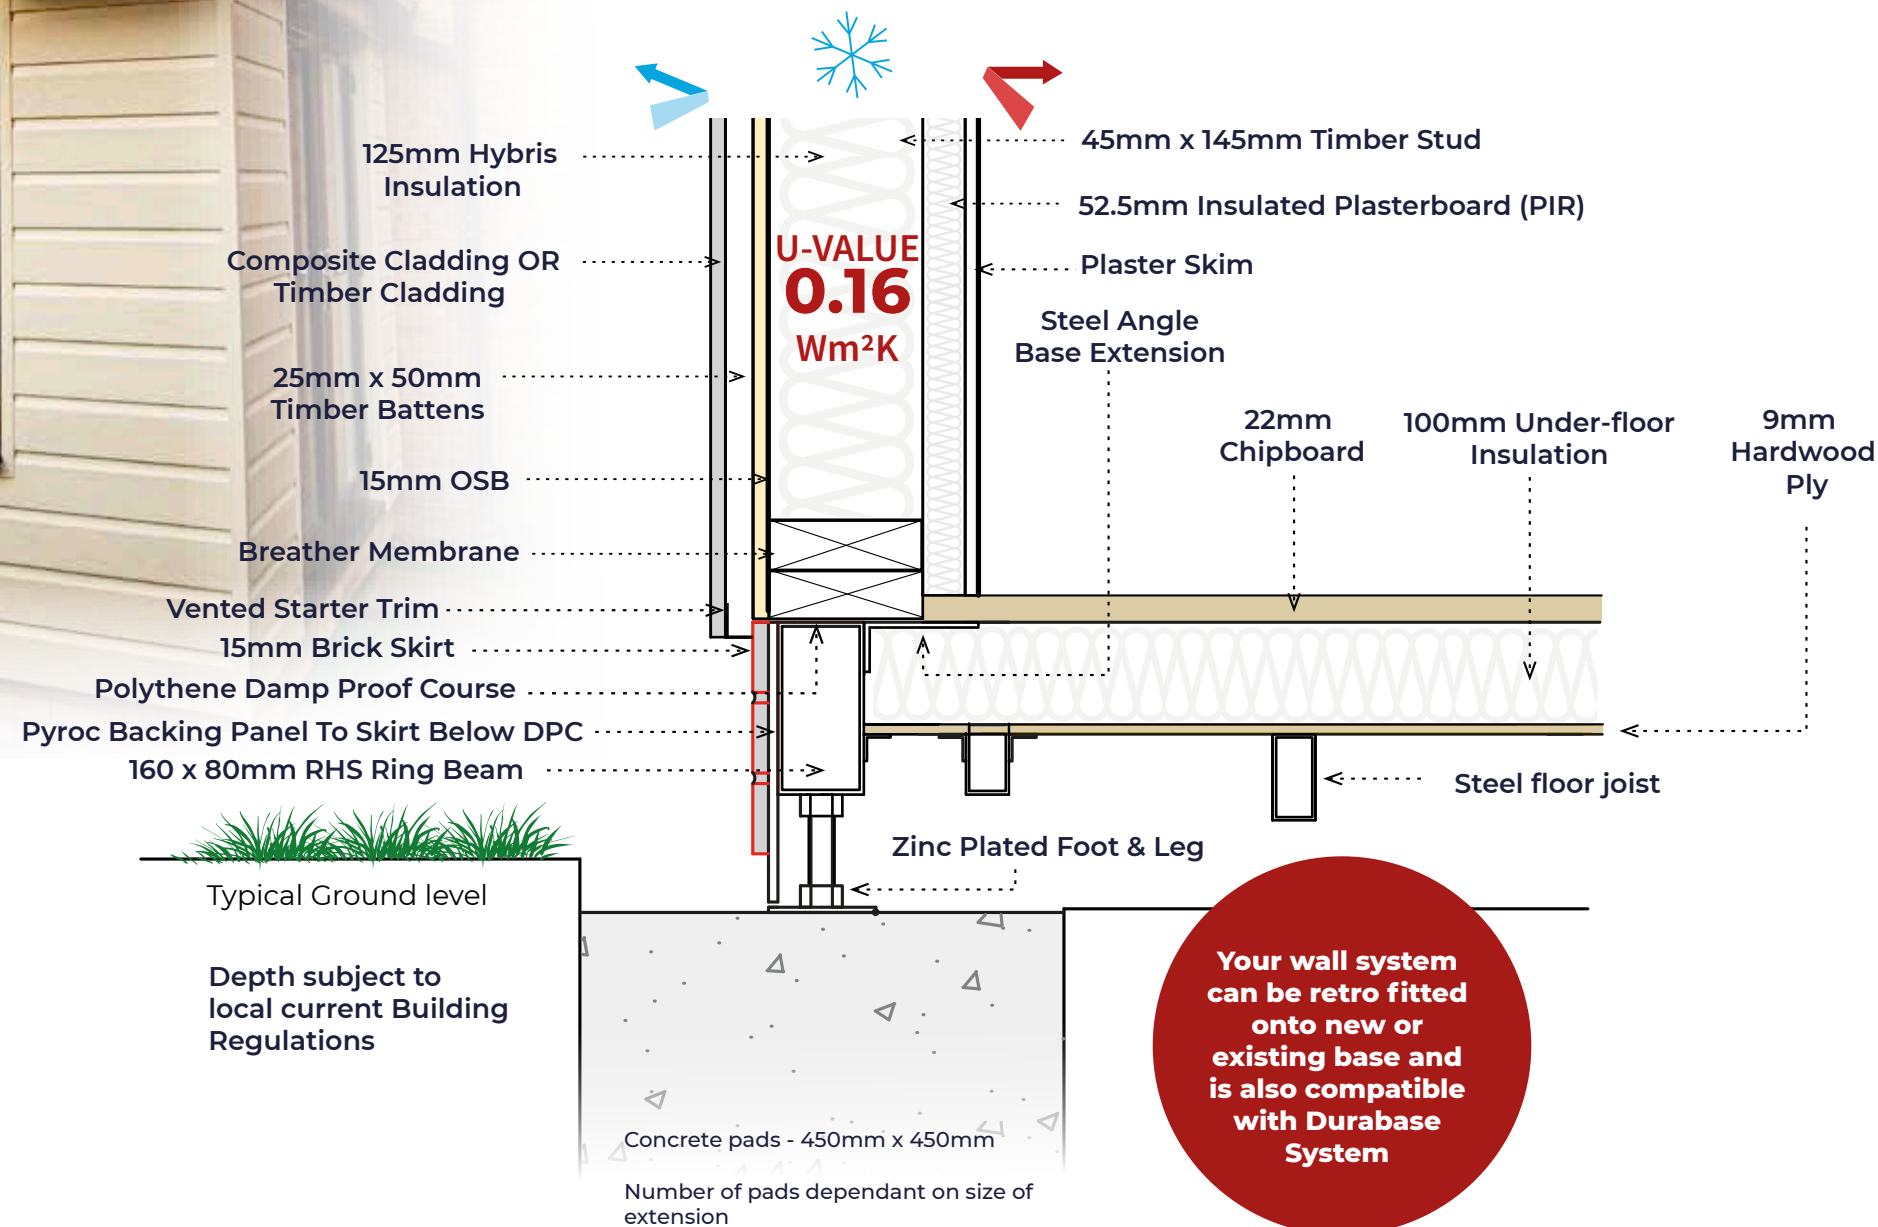 125mm Hybris
Insulation
Composite Cladding OR
Timber Cladding
25mm x 50mm
Timber Battens
15mm OSB
Breather Membrane
Vented Starter Trim
15mm Brick Skirt
Polythene Damp Proof Course
Pyroc Backing Panel To Skirt Below DPC
160 x 80mm RHS Ring Beam
U-VALUE
0.16
Wm²K
45mm x 145mm Timber Stud
52.5mm Insulated Plasterboard (PIR)
Plaster Skim
Steel Angle
Base Extension
22mm
Chipboard
100mm Under-floor
Insulation
9mm
Hardwood
Ply
Steel floor joist
Zinc Plated Foot & Leg
Typical Ground level
Depth subject to
local current Building
Regulations
Concrete pads - 450mm x 450mm
Number of pads dependant on size of
extension
Your wall system
can be retro fitted
onto new or
existing base and
is also compatible
with Durabase
System